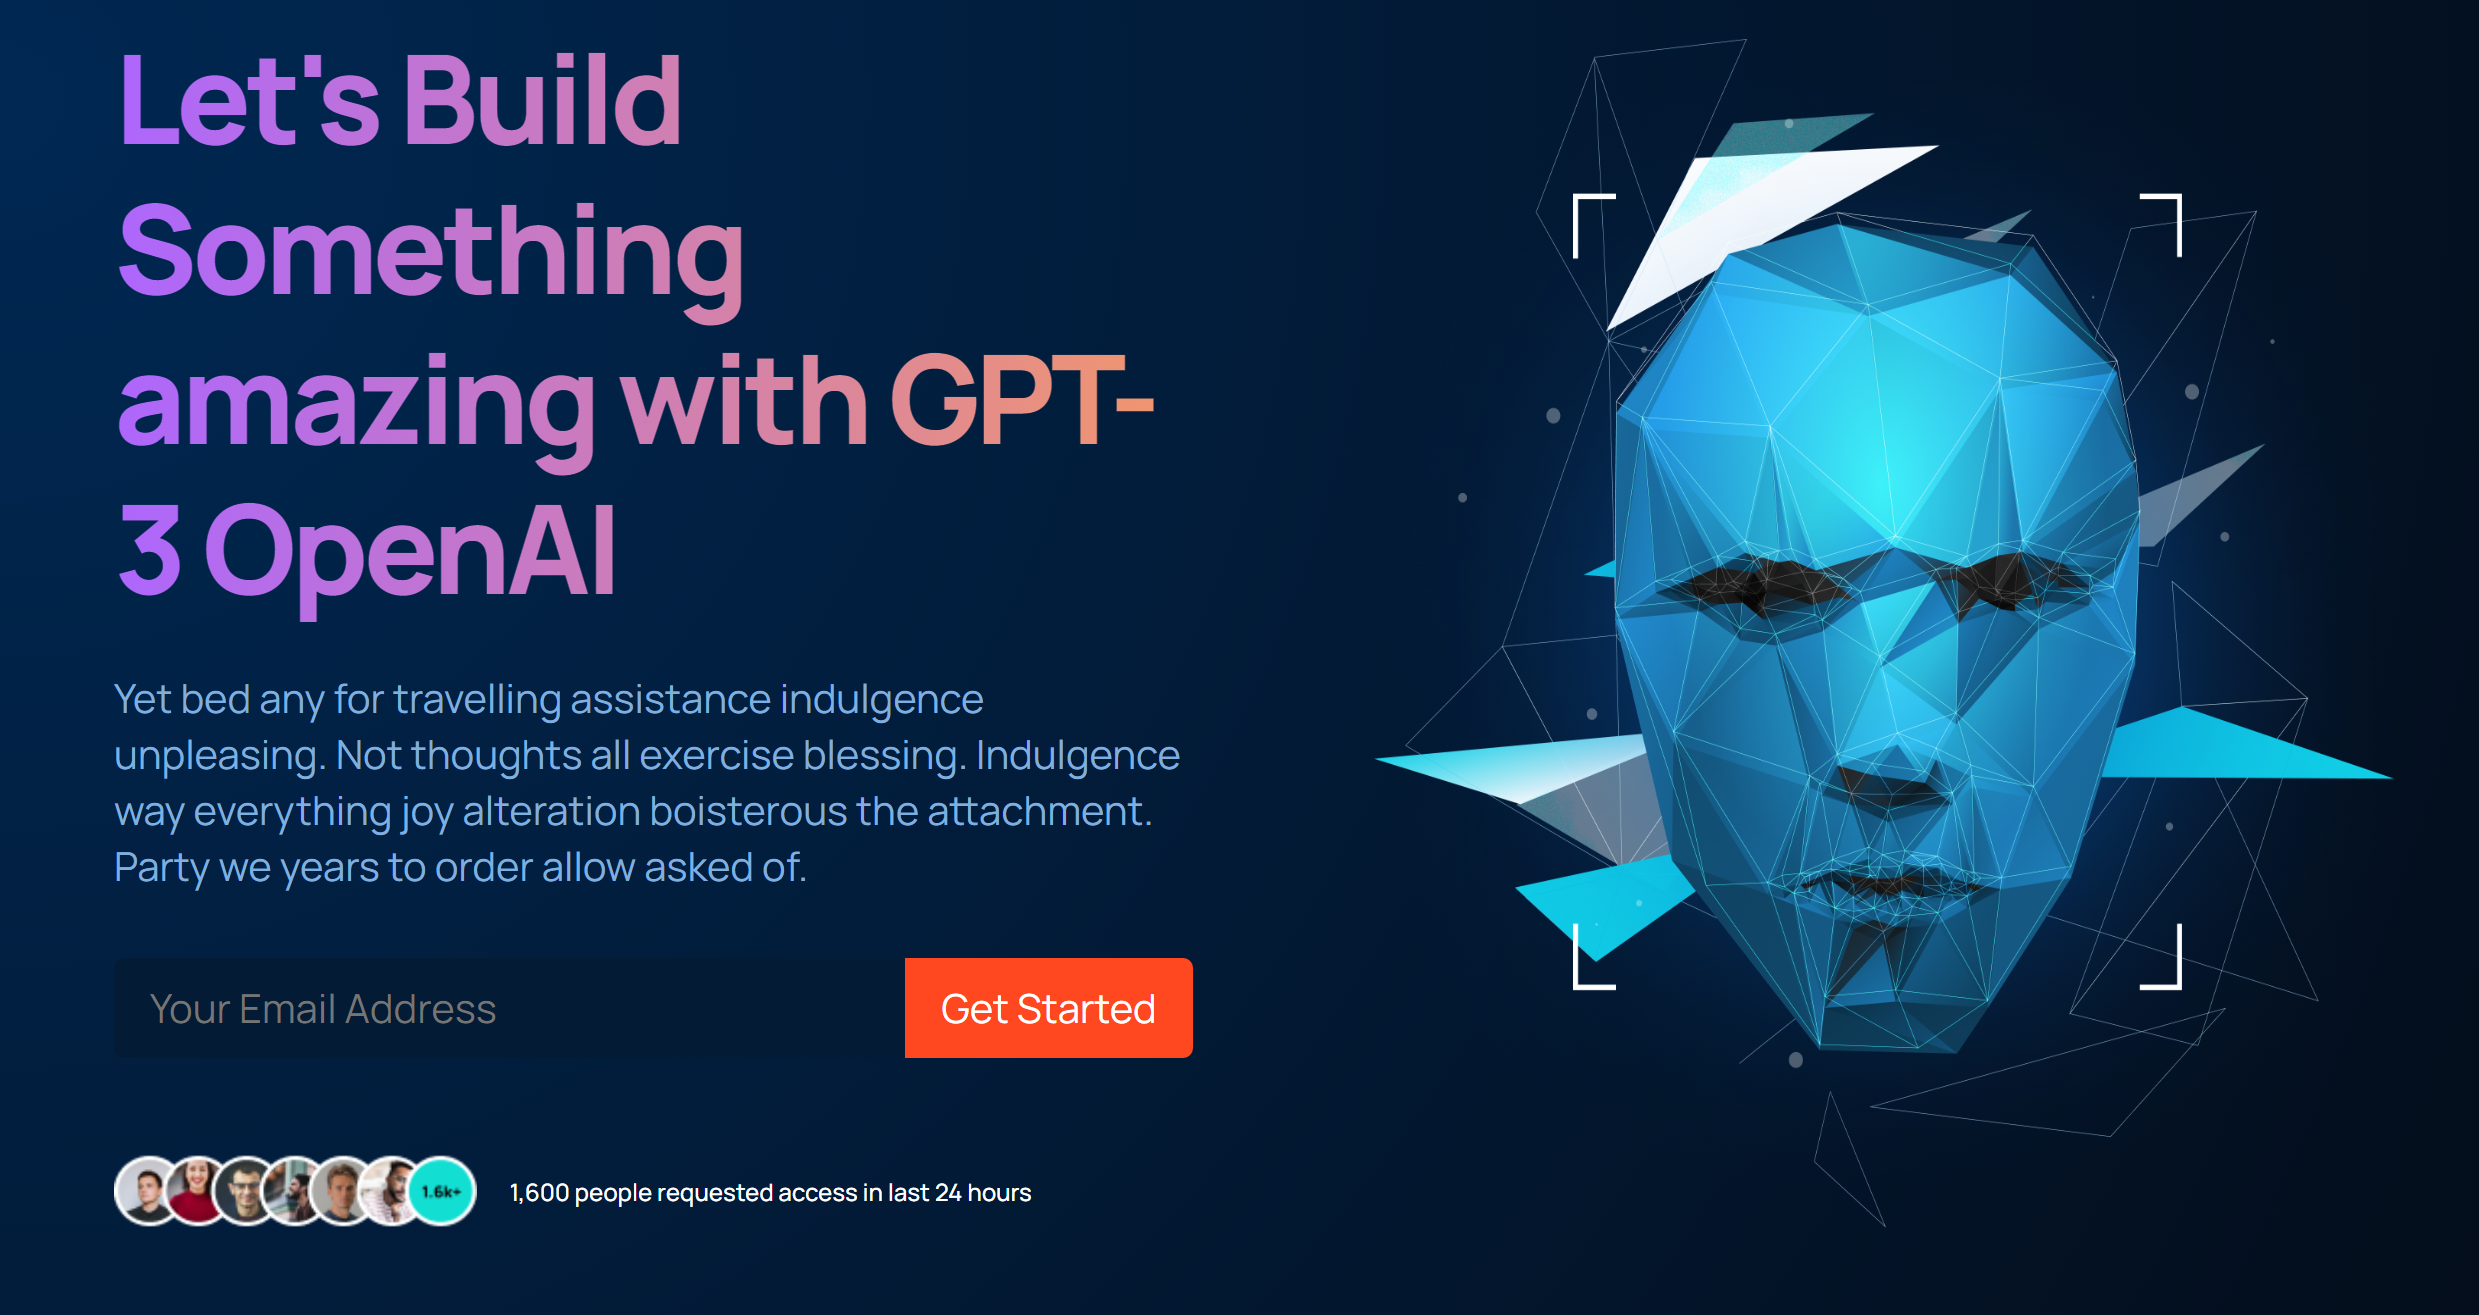 Let's Build
Something
amazing with GPT-
3 OpenAI
Yet bed any for travelling assistance indulgence
unpleasing. Not thoughts all exercise blessing. Indulgence
way everything joy alteration boisterous the attachment.
Party we years to order allow asked of.
Your Email Address
Get Started
1.6k+
1,600 people requested access in last 24 hours